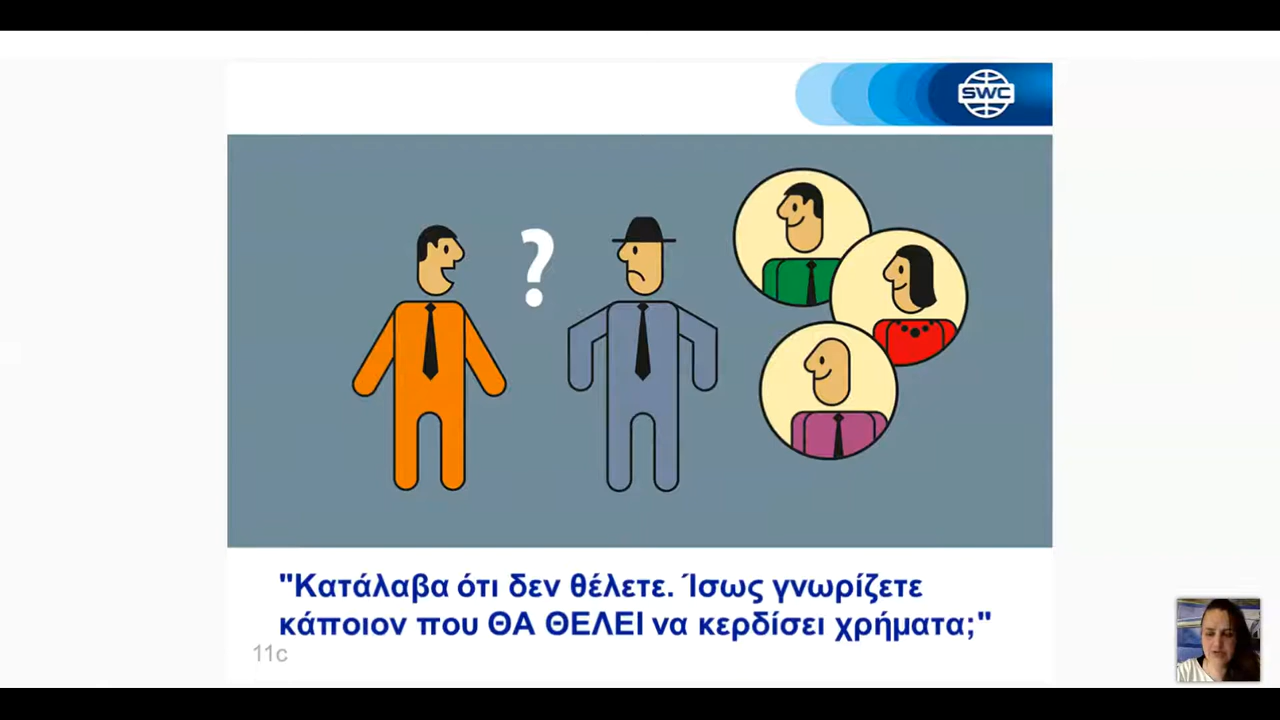 SWC
?
"Κατάλαβα ότι δεν θέλετε. Ίσως γνωρίζετε
κάποιον που ΘΑ ΘΕΛΕΙ να κερδίσει χρήματα;"
11c